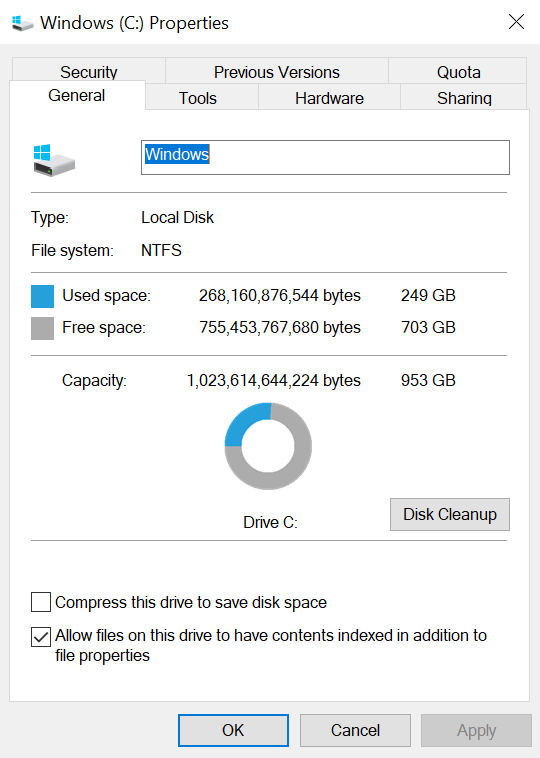 Windows (C:) Properties
Security Previous Versions Quota
General Tools Hardware Sharing
Windows
Type: Local Disk
File system: NTFS
Used space: 268,160,876,544 bytes 249 GB
Free space: 755,453,767,680 bytes 703 GB
Capacity: 1,023,614,644,224 bytes 953 GB
Drive C:
Disk Cleanup
Compress this drive to save disk space
Allow files on this drive to have contents indexed in addition to
file properties
OK Cancel Apply